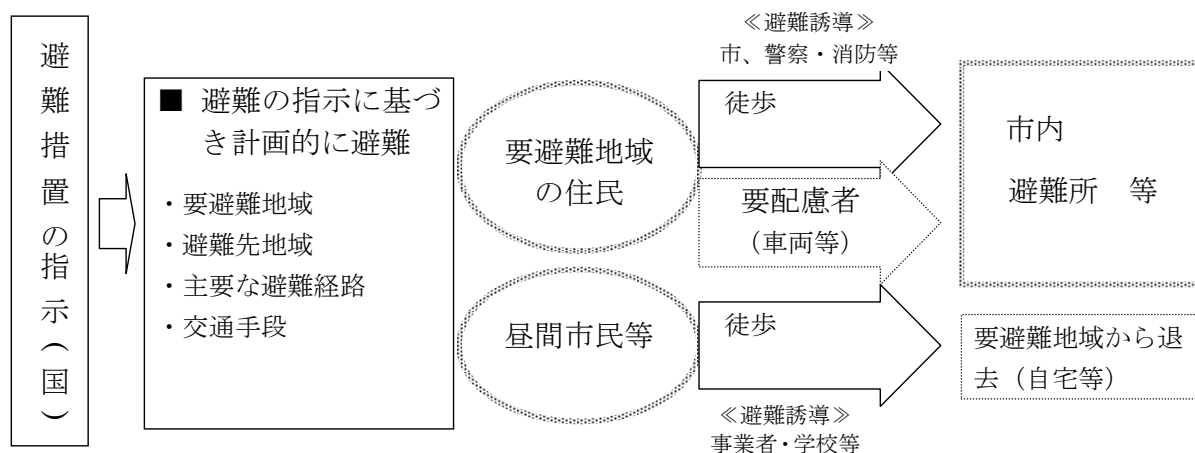 避難措置の指示（国）
■ 避難の指示に基づ
き計画的に避難
・要避難地域
・避難先地域
・主要な避難経路
・交通手段
要避難地域
の住民
昼間市民等
≪避難誘導≫
市、警察・消防等
徒歩
要配慮者
（車両等）
徒歩
≪避難誘導≫
事業者・学校等
市内
避難所　等
要避難地域から退
去（自宅等）